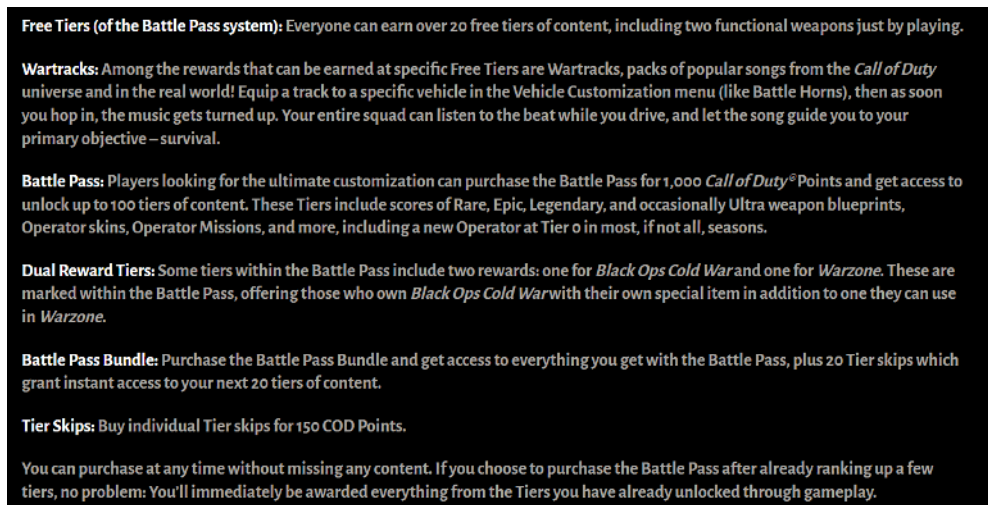 Free Tiers (of the Battle Pass system): Everyone can earn over 20 free tiers of content, including two functional weapons just by playing.
Wartracks: Among the rewards that can be earned at specific Free Tiers are Wartracks, packs of popular songs from the Call of Duty
universe and in the real world! Equip a track to a specific vehicle in the Vehicle Customization menu (like Battle Horns), then as soon
you hop in, the music gets turned up. Your entire squad can listen to the beat while you drive, and let the song guide you to your
primary objective – survival.
Battle Pass: Players looking for the ultimate customization can purchase the Battle Pass for 1,000 Call of Duty® Points and get access to
unlock up to 100 tiers of content. These Tiers include scores of Rare, Epic, Legendary, and occasionally Ultra weapon blueprints,
Operator skins, Operator Missions, and more, including a new Operator at Tier 0 in most, if not all, seasons.
Dual Reward Tiers: Some tiers within the Battle Pass include two rewards: one for Black Ops Cold War and one for Warzone. These are
marked within the Battle Pass, offering those who own Black Ops Cold War with their own special item in addition to one they can use
in Warzone.
Battle Pass Bundle: Purchase the Battle Pass Bundle and get access to everything you get with the Battle Pass, plus 20 Tier skips which
grant instant access to your next 20 tiers of content.
Tier Skips: Buy individual Tier skips for 150 COD Points.
You can purchase at any time without missing any content. If you choose to purchase the Battle Pass after already ranking up a few
tiers, no problem: You'll immediately be awarded everything from the Tiers you have already unlocked through gameplay.